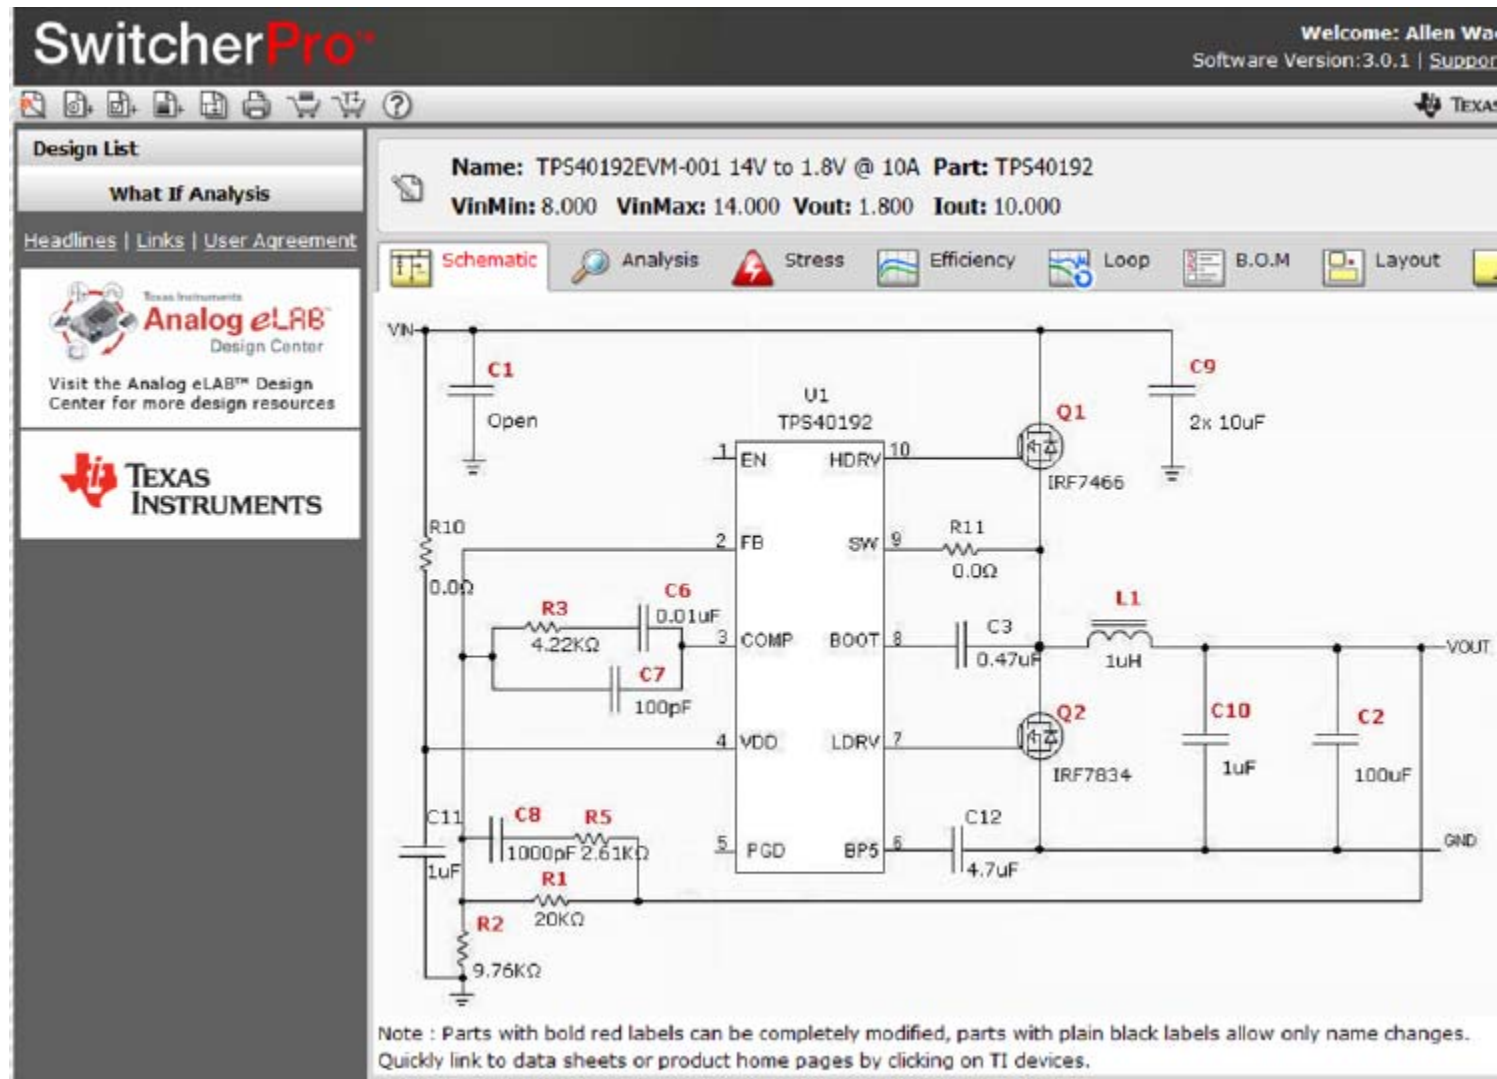 SwitcherPro™
Welcome: Allen
Software Version:3.0.1 | Suppor
TEXAS
Design List
What If Analysis
Headlines | Links | User Agreement
Texas Instruments
Analog eLAB™
Design Center
Visit the Analog eLAB™ Design
Center for more design resources
TEXAS
INSTRUMENTS
Name: TPS40192EVM-001 14V to 1.8V @ 10A Part: TPS40192
VinMin: 8.000 VinMax: 14.000 Vout: 1.800 Iout: 10.000
Schematic Analysis Stress Efficiency Loop B.O.M Layout
VIN
C1
Open
C9
2x 10uF
U1
TPS40192
Q1
IRF7466
1 EN HDRV 10
R10
0.0Ω
2 FB SW 9
R11
0.0Ω
R3
4.22KΩ
C6
0.01uF
C7
100pF
3 COMP BOOT 8
C3
0.47uF
L1
1uH
VOUT
Q2
IRF7834
C10
1uF
C2
100uF
4 VDD LDRV 7
C11
1uF
C8
1000pF
R5
2.61KΩ
5 PGD BP5 6
C12
4.7uF
GND
R1
20KΩ
R2
9.76KΩ
Note : Parts with bold red labels can be completely modified, parts with plain black labels allow only name changes.
Quickly link to data sheets or product home pages by clicking on TI devices.